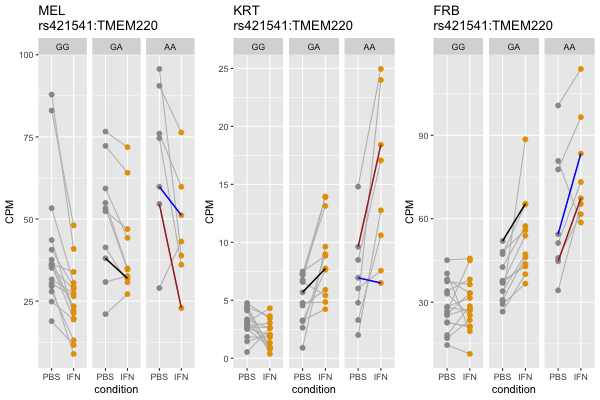 MEL
rs421541:TMEM220
GG GA AA
100
75
50
25
CPM
PBS IFN PBS IFN PBS IFN
condition
KRT
rs421541:TMEM220
GG GA AA
25
20
15
10
5
0
CPM
PBS IFN PBS IFN PBS IFN
condition
FRB
rs421541:TMEM220
GG GA AA
90
60
30
CPM
PBS IFN PBS IFN PBS IFN
condition